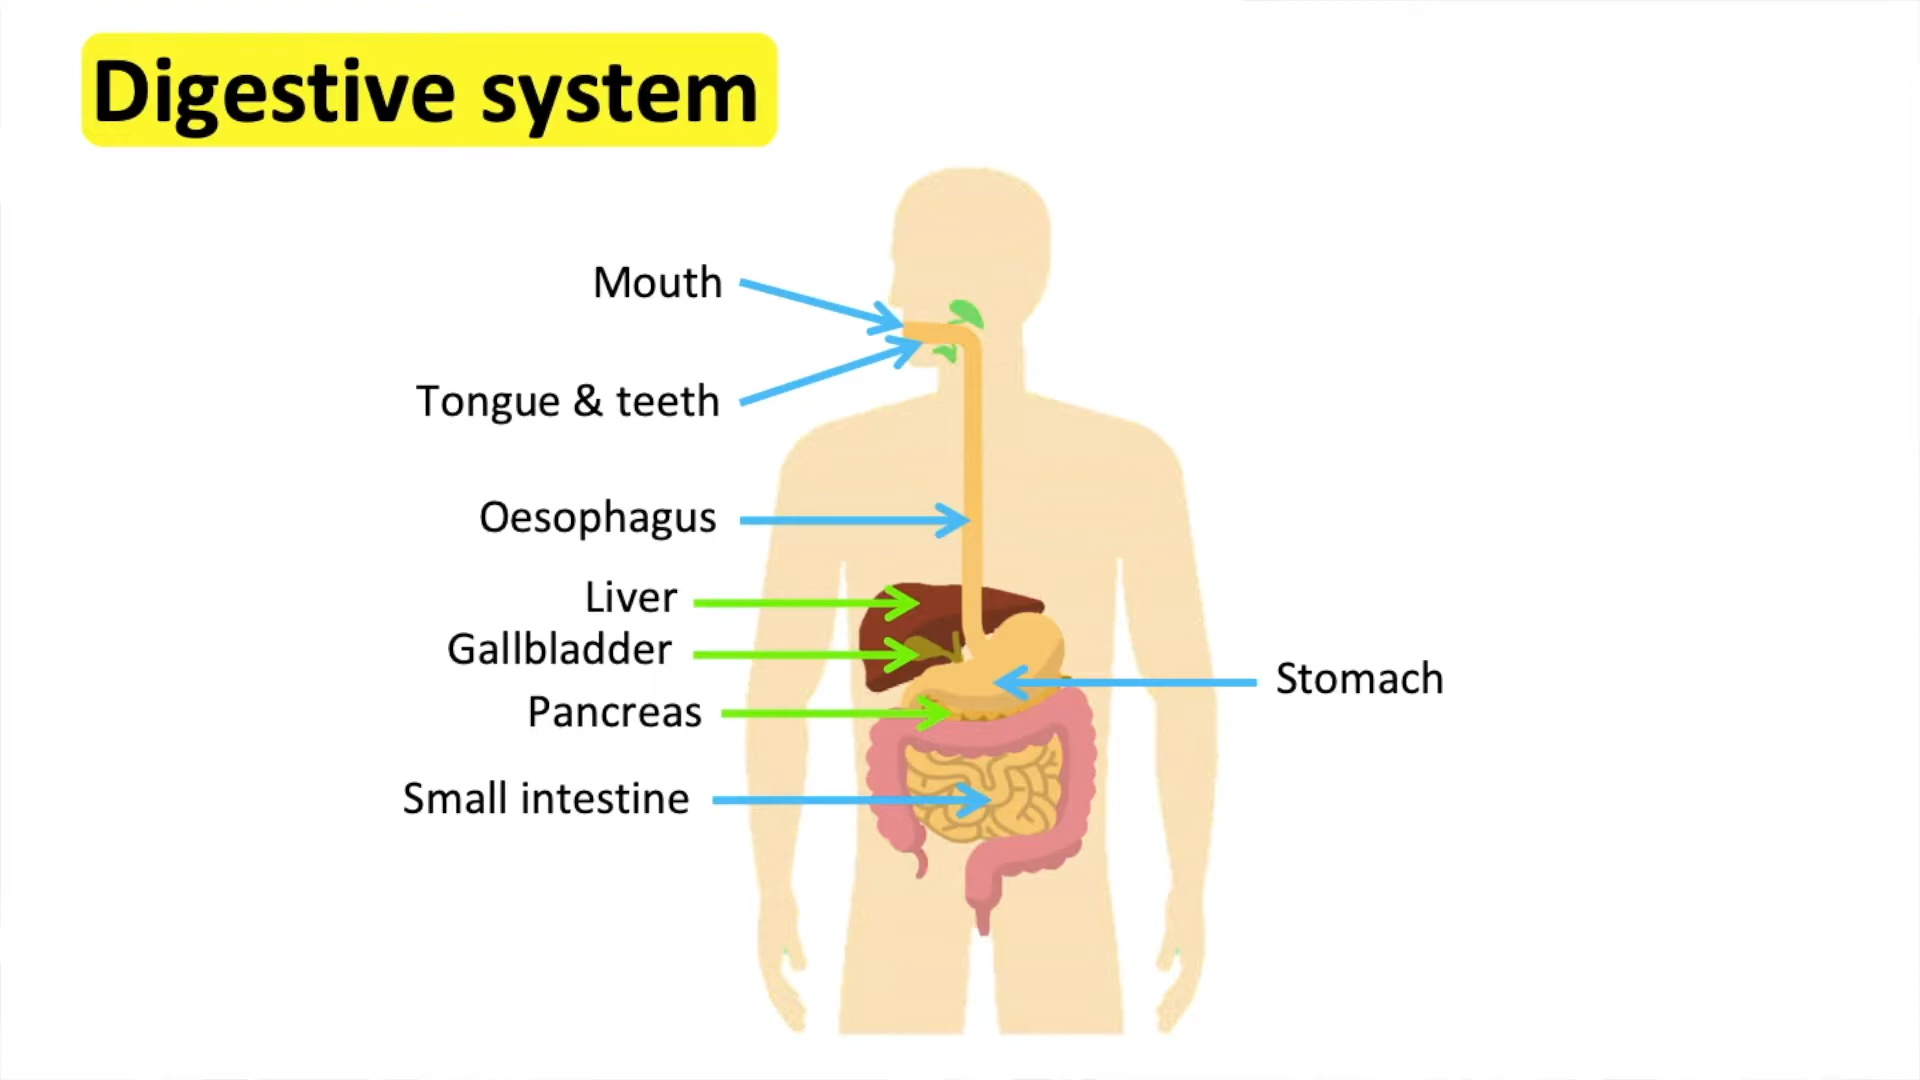 Digestive system
Mouth
Tongue & teeth
Oesophagus
Liver
Gallbladder
Stomach
Pancreas
Small intestine